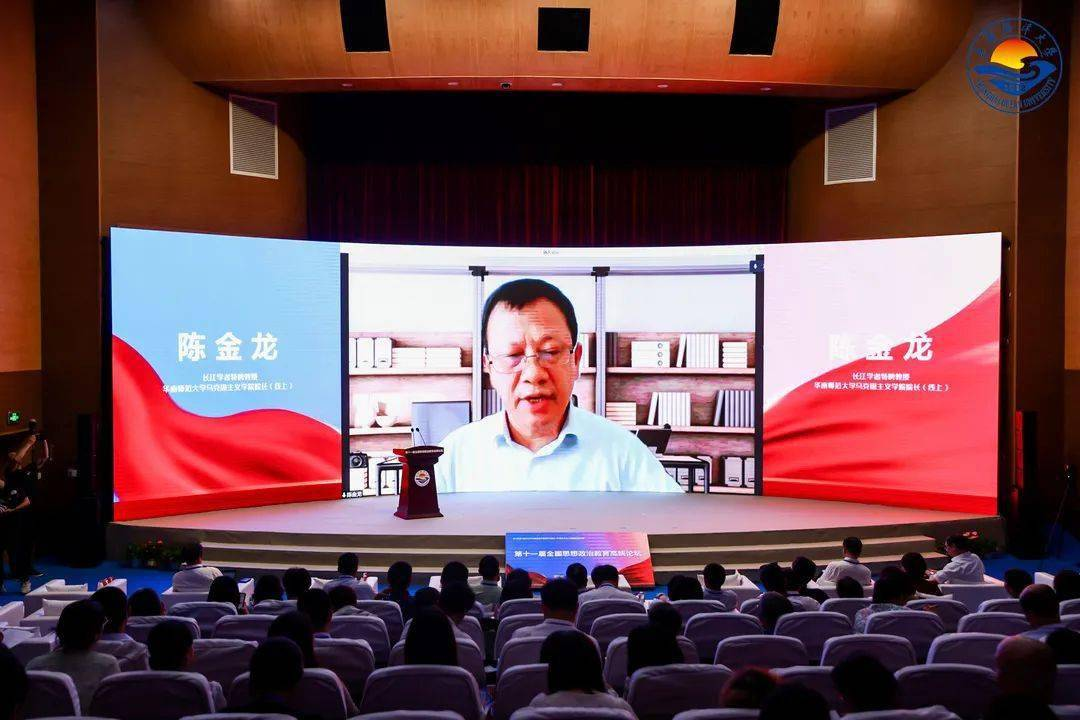 陈金龙
长江学者特聘教授
华南师范大学马克思主义学院院长（线上）
陈金龙
长江学者特聘教授
华南师范大学马克思主义学院院长（线上）
陈金龙
第十一届全国思想政治教育高端论坛